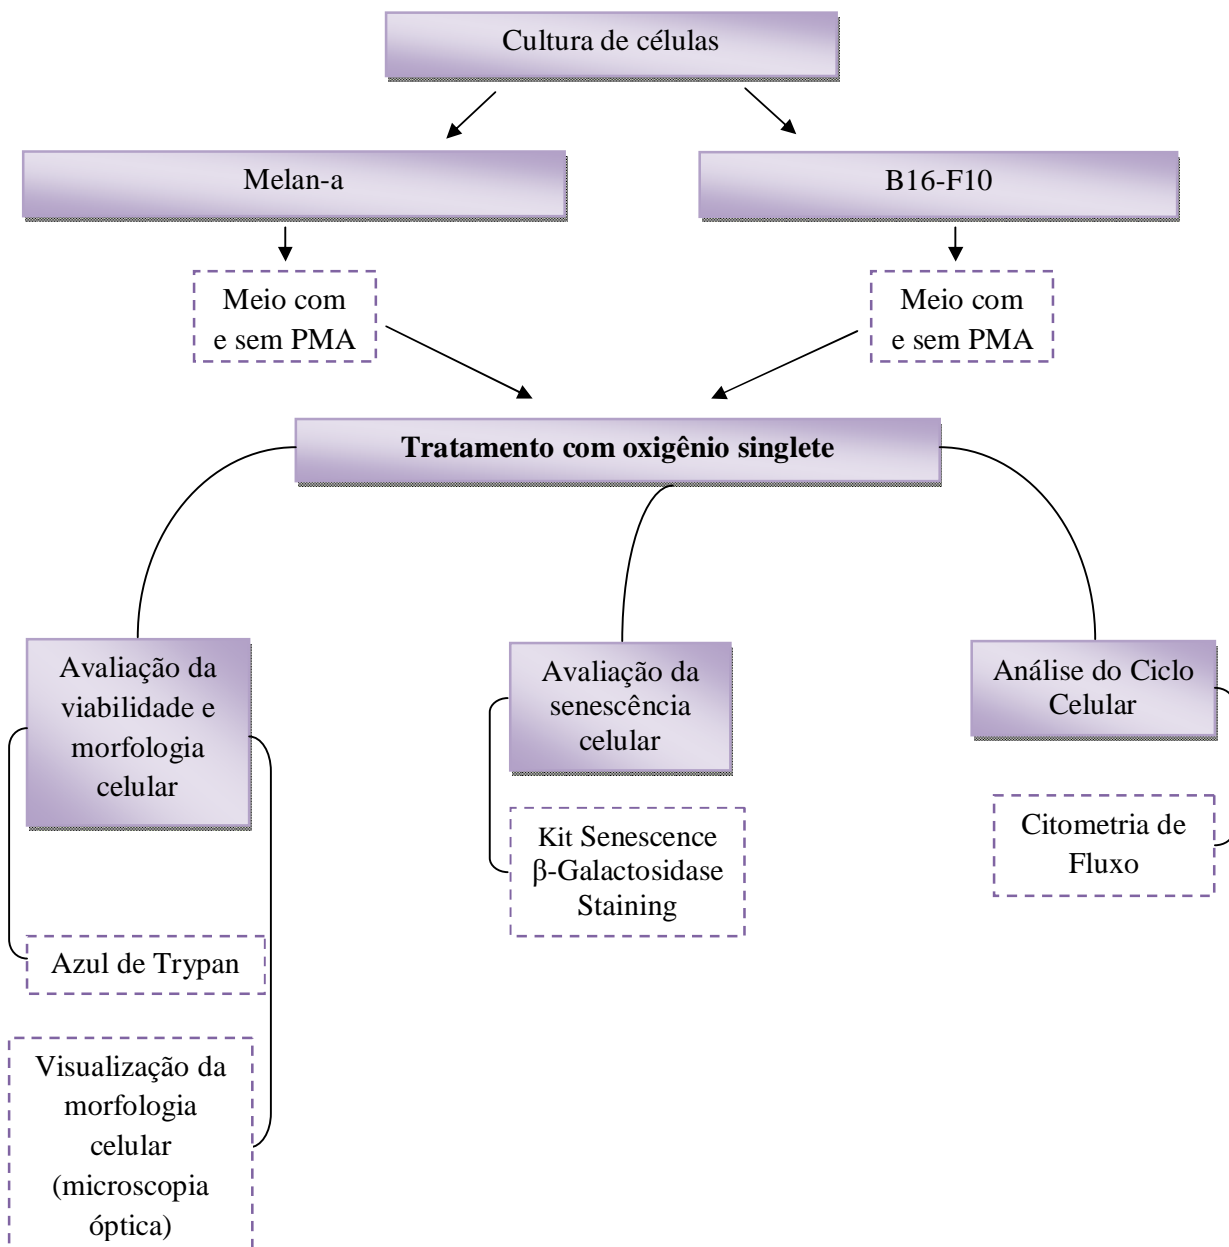 Cultura de células
Melan-a
B16-F10
Meio com
e sem PMA
Meio com
e sem PMA
Tratamento com oxigênio singlete
Avaliação da
viabilidade e
morfologia
celular
Avaliação da
senescência
celular
Análise do Ciclo
Celular
Kit Senescence
β-Galactosidase
Staining
Citometria de
Fluxo
Azul de Trypan
Visualização da
morfologia
celular
(microscopia
óptica)